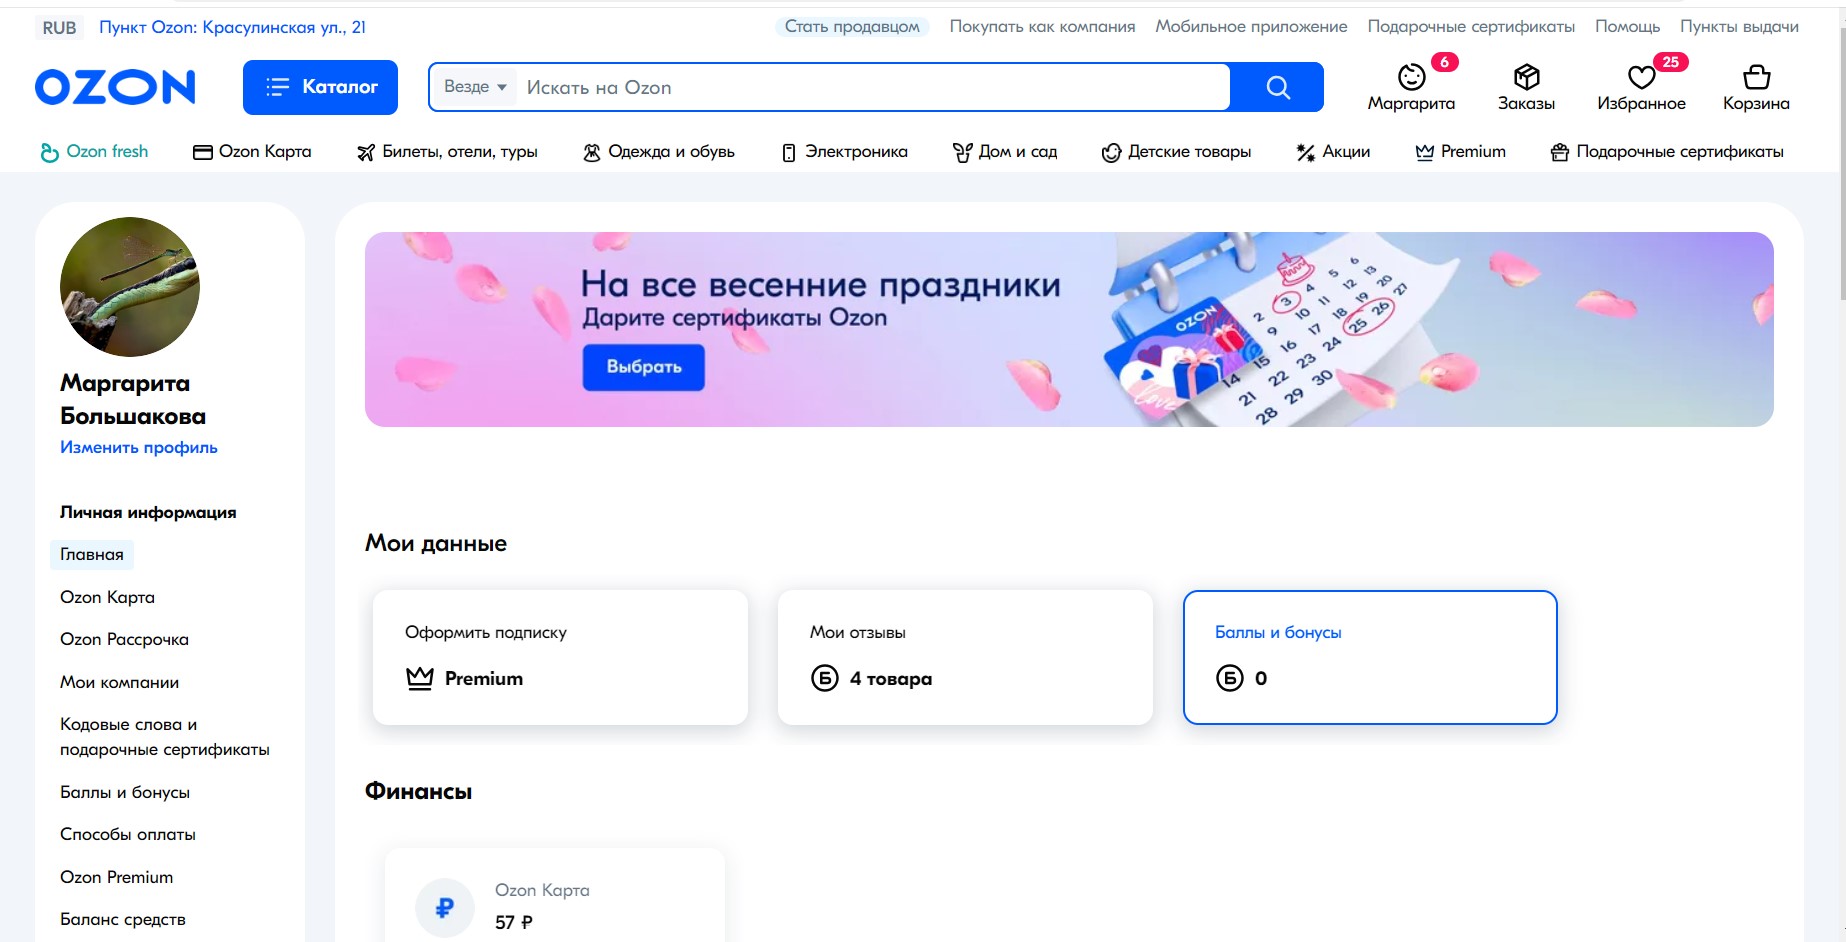 RUB Пункт Ozon: Красулинская ул., 21 Стать продавцом Покупать как компания Мобильное приложение Подарочные сертификаты Помощь Пункты выдачи
OZON Каталог Везде Искать на Ozon
6 25
Маргарита Заказы Избранное Корзина
Ozon fresh Ozon Карта Билеты, отели, туры Одежда и обувь Электроника Дом и сад Детские товары Акции Premium Подарочные сертификаты
Маргарита
Большакова
Изменить профиль
Личная информация
Главная
Ozon Карта
Ozon Рассрочка
Мои компании
Кодовые слова и
подарочные сертификаты
Баллы и бонусы
Способы оплаты
Ozon Premium
Баланс средств
На все весенние праздники
Дарите сертификаты Ozon
Выбрать
OZON
love
4 5 6
2 3 11 12 13
9 10 18 19 20
16 17 25 26 27
14 15 23 24
21 22 30
28 29
Мои данные
Оформить подписку
Premium
Мои отзывы
Б 4 товара
Баллы и бонусы
Б 0
Финансы
₽
Ozon Карта
57 ₽